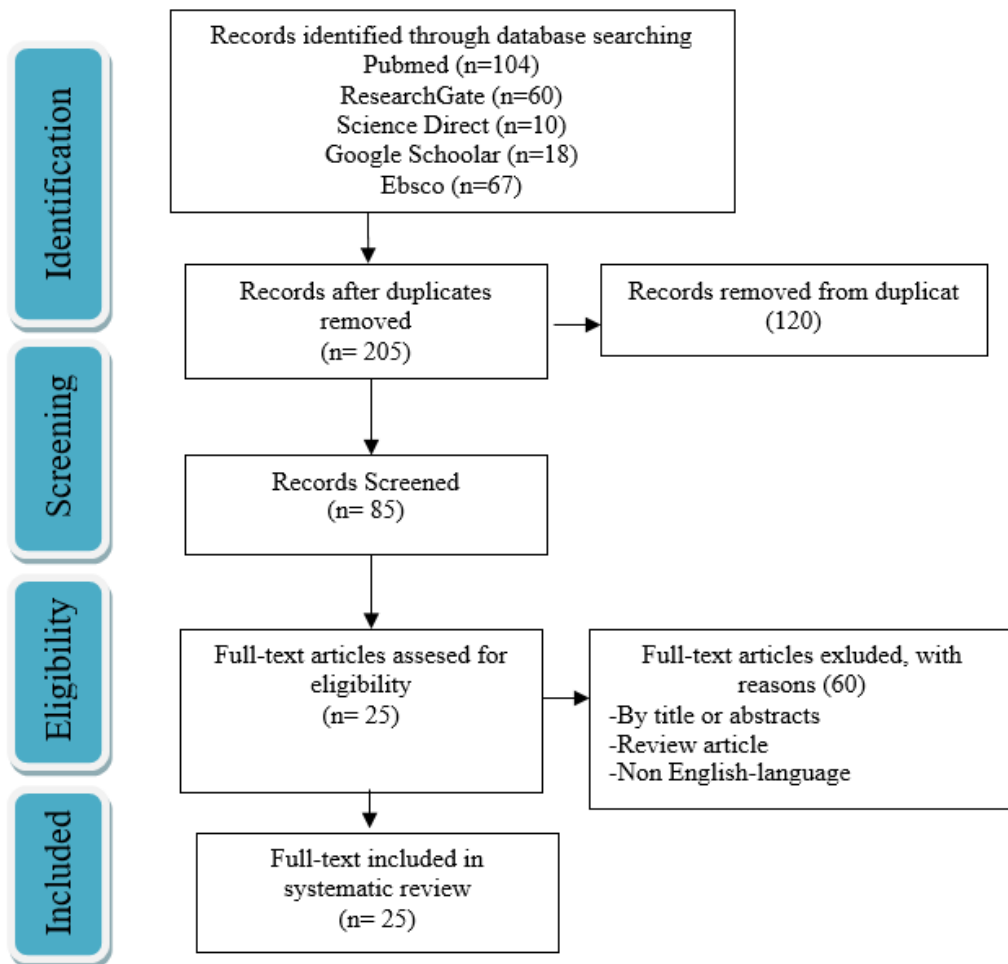 Identification
Records identified through database searching
Pubmed (n=104)
ResearchGate (n=60)
Science Direct (n=10)
Google Schoolar (n=18)
Ebsco (n=67)
Records after duplicates
removed
(n= 205)
Records removed from duplicat
(120)
Screening
Records Screened
(n= 85)
Eligibility
Full-text articles assesed for
eligibility
(n= 25)
Full-text articles exluded, with
reasons (60)
-By title or abstracts
-Review article
-Non English-language
Included
Full-text included in
systematic review
(n= 25)